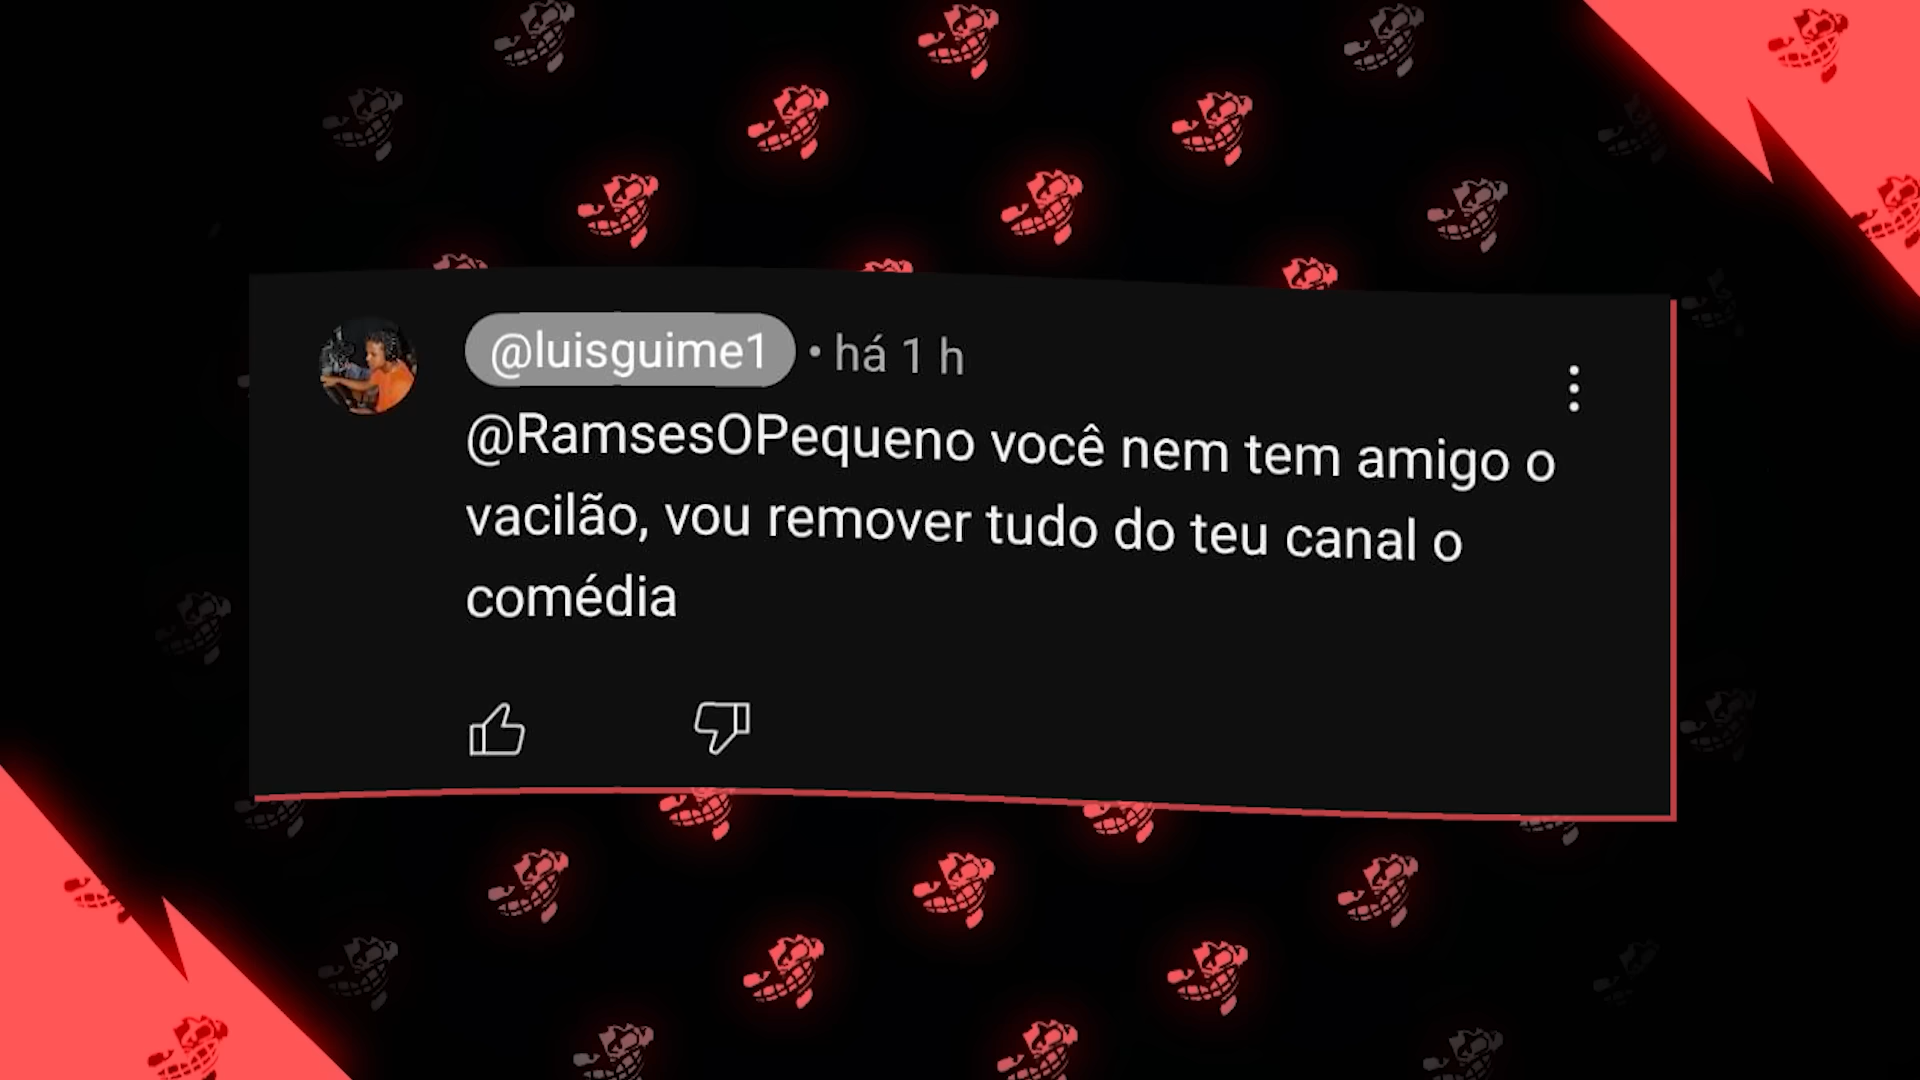 @luisguime1 • há 1 h
@RamsesOPequeno você nem tem amigo o
vacilão, vou remover tudo do teu canal o
comédia